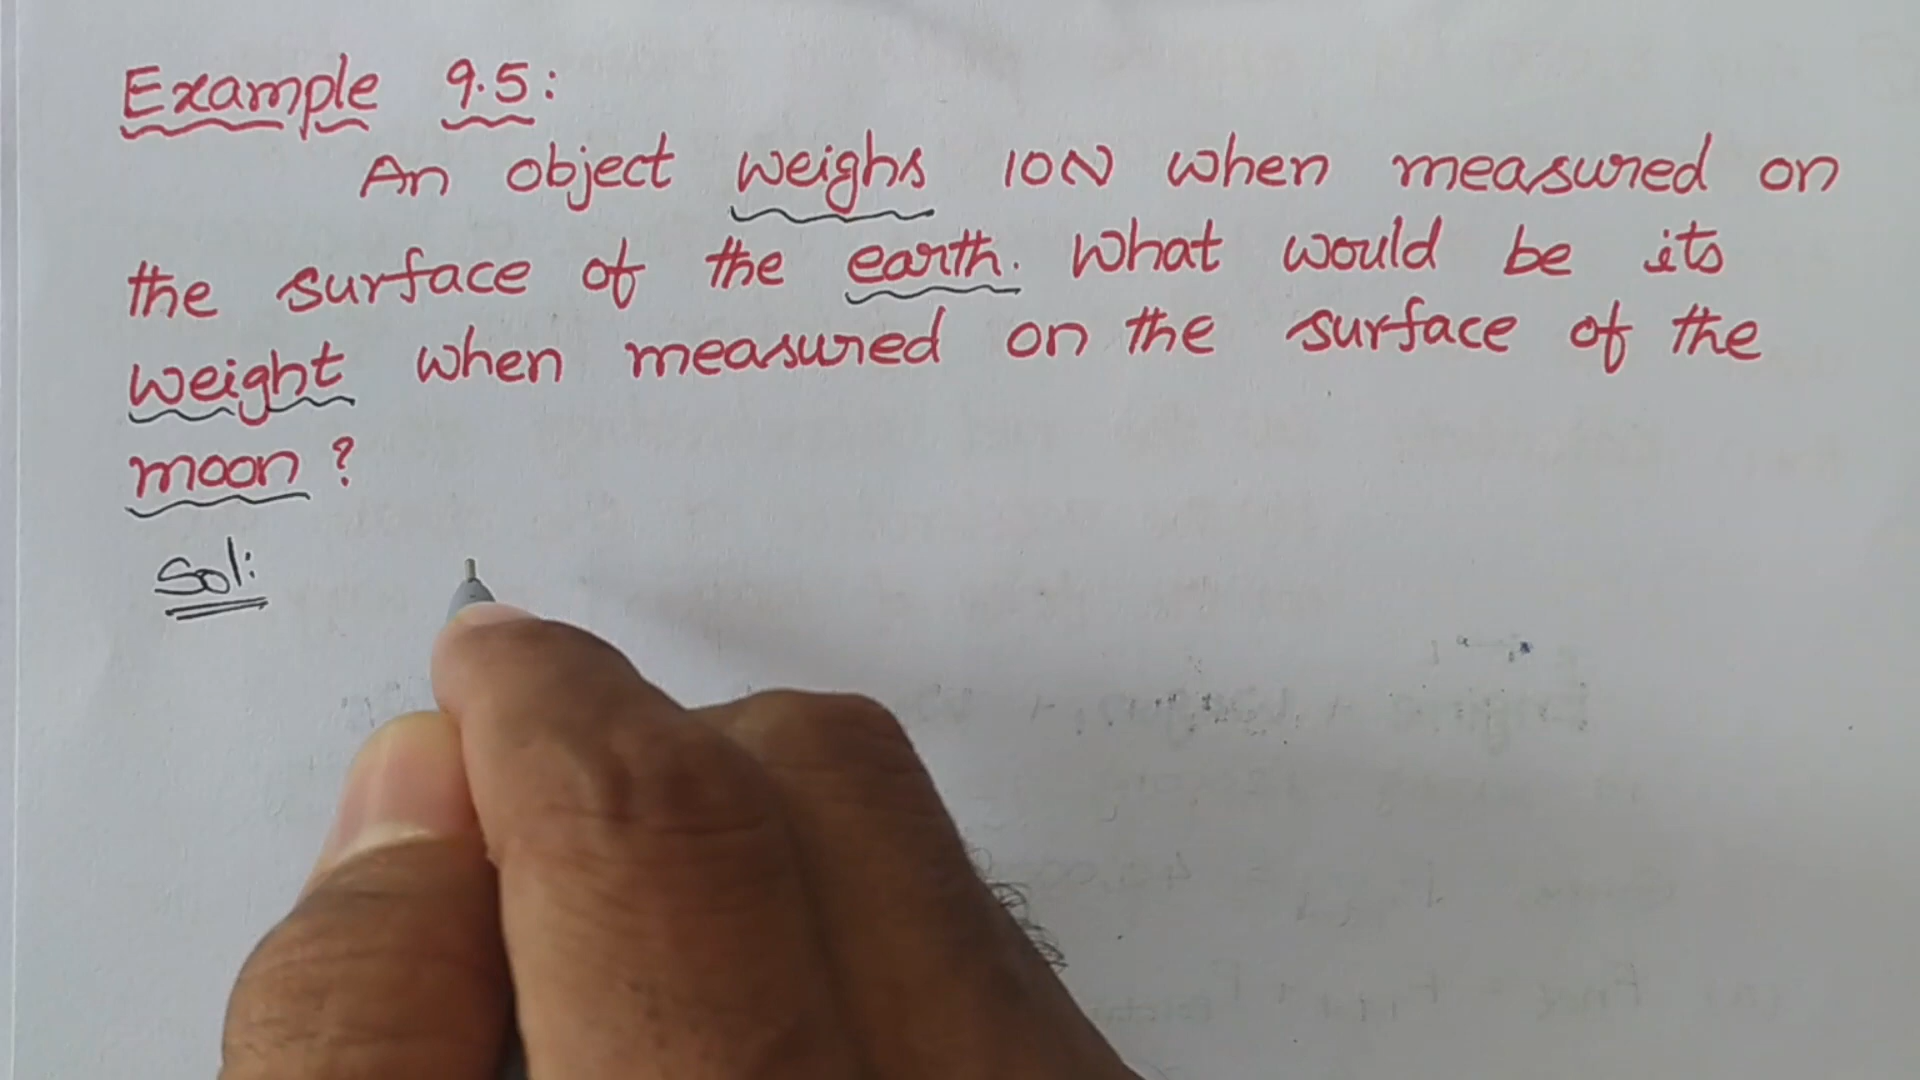 Example 9.5:
An object weighs 10N when measured on
the surface of the earth. What would be its
weight when measured on the surface of the
moon?
Sol: